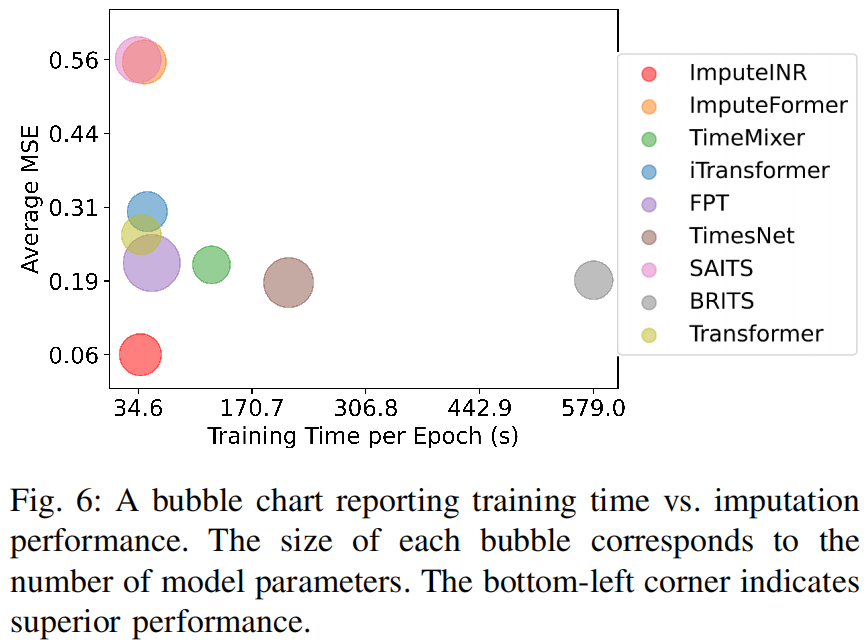 0.56
0.44
0.31
0.19
0.06
Average MSE
34.6 170.7 306.8 442.9 579.0
Training Time per Epoch (s)
ImputeINR
ImputeFormer
TimeMixer
iTransformer
FPT
TimesNet
SAITS
BRITS
Transformer
Fig. 6: A bubble chart reporting training time vs. imputation
performance. The size of each bubble corresponds to the
number of model parameters. The bottom-left corner indicates
superior performance.